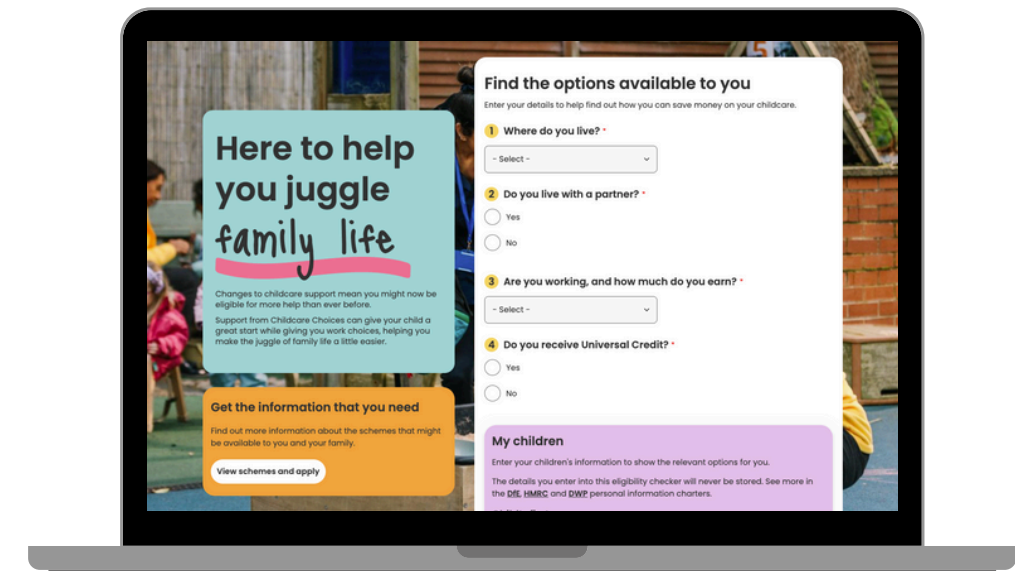 5
Here to help
you juggle
family life
Changes to childcare support mean you might now be
eligible for more help than ever before.
Support from Childcare Choices can give your child a
great start while giving you work choices, helping you
make the juggle of family life a little easier.
Get the information that you need
Find out more information about the schemes that might
be available to you and your family.
View schemes and apply
Find the options available to you
Enter your details to help find out how you can save money on your childcare.
1 Where do you live? *
- Select -
2 Do you live with a partner? *
Yes
No
3 Are you working, and how much do you earn? *
- Select -
4 Do you receive Universal Credit? *
Yes
No
My children
Enter your children's information to show the relevant options for you.
The details you enter into this eligibility checker will never be stored. See more in
the DfE, HMRC and DWP personal information charters.